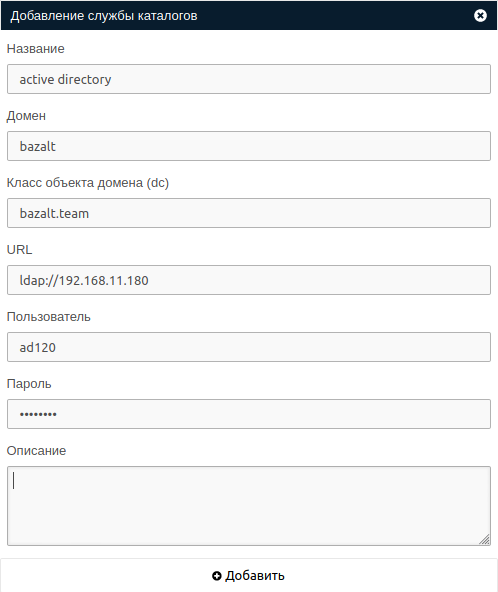 Добавление службы каталогов
Название
active directory
Домен
bazalt
Класс объекта домена (dc)
bazalt.team
URL
ldap://192.168.11.180
Пользователь
ad120
Пароль
••••••••
Описание
Добавить